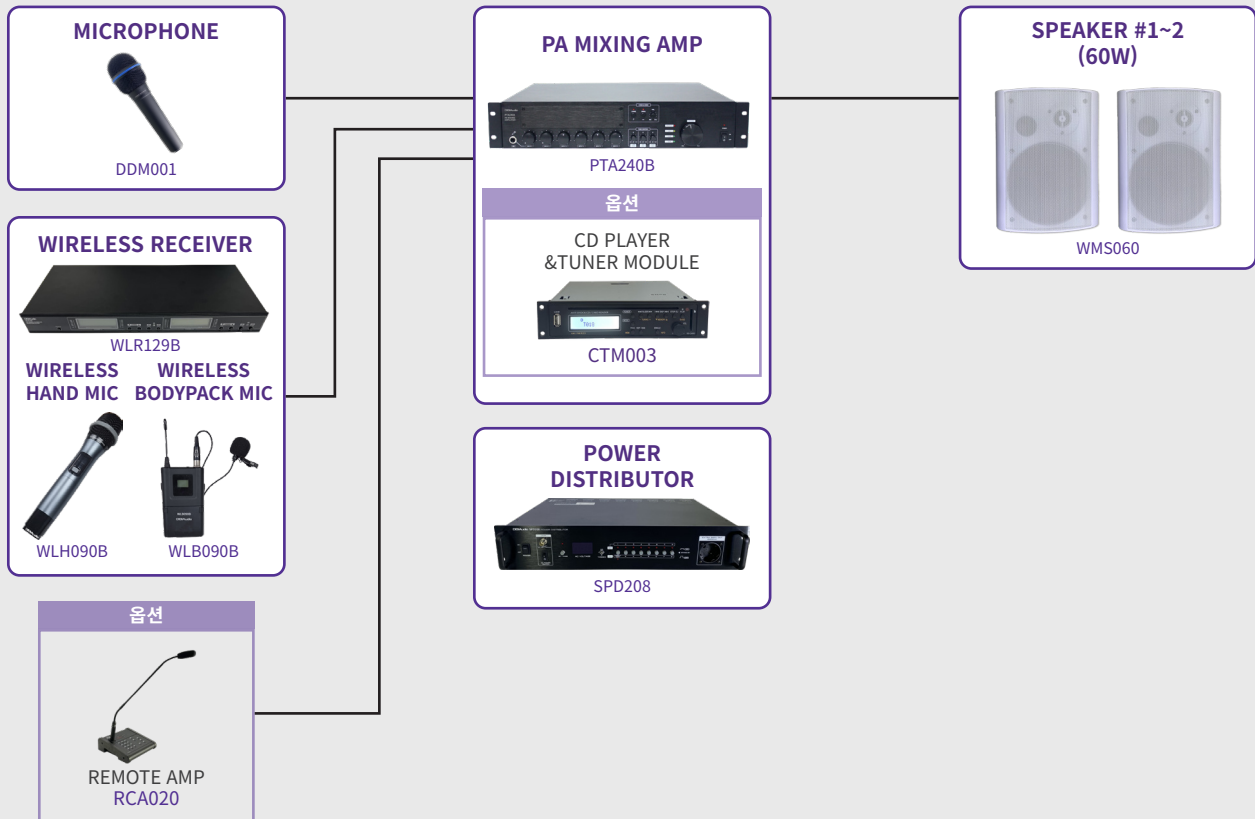 MICROPHONE
DDM001
WIRELESS RECEIVER
WLR129B
WIRELESS
HAND MIC
WLH090B
WIRELESS
BODYPACK MIC
WLB090B
옵션
REMOTE AMP
RCA020
PA MIXING AMP
PTA240B
옵션
CD PLAYER
&TUNER MODULE
CTM003
POWER
DISTRIBUTOR
SPD208
SPEAKER #1~2
(60W)
WMS060